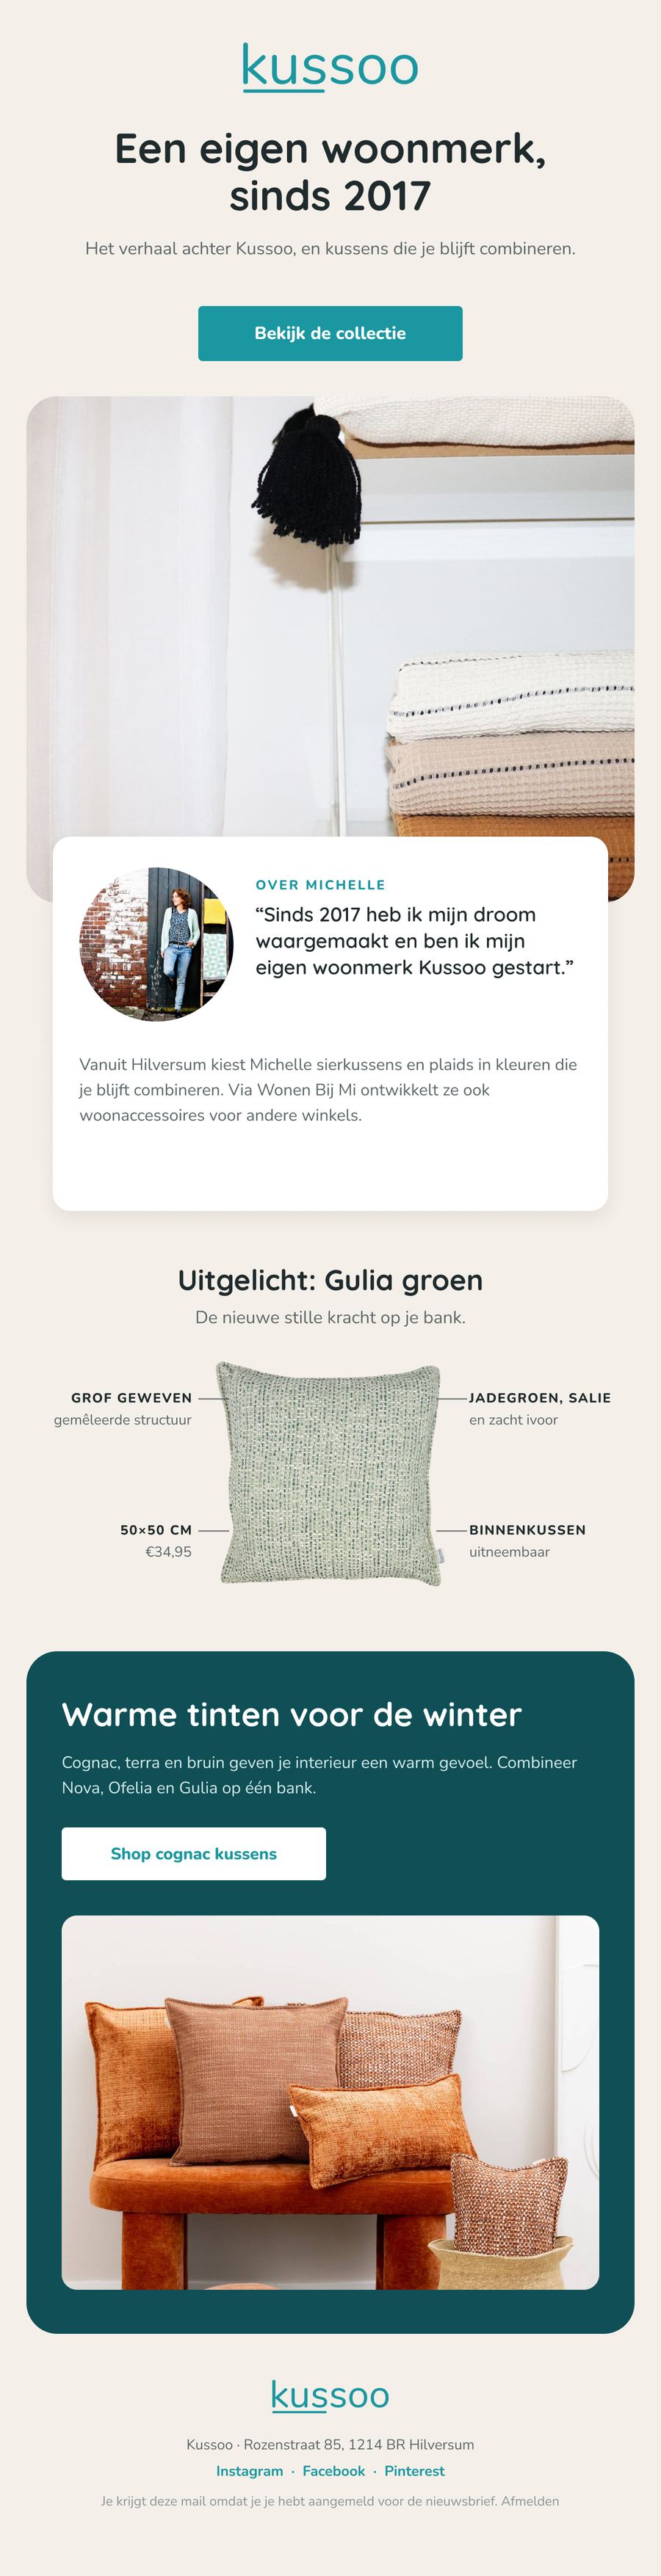 kussoo
Een eigen woonmerk,
sinds 2017
Het verhaal achter Kussoo, en kussens die je blijft combineren.
Bekijk de collectie
OVER MICHELLE
“Sinds 2017 heb ik mijn droom
waargemaakt en ben ik mijn
eigen woonmerk Kussoo gestart.”
Vanuit Hilversum kiest Michelle sierkussens en plaids in kleuren die
je blijft combineren. Via Wonen Bij Mi ontwikkelt ze ook
woonaccessoires voor andere winkels.
Uitgelicht: Gulia groen
De nieuwe stille kracht op je bank.
GROF GEWEVEN
gemêleerde structuur
JADEGROEN, SALIE
en zacht ivoor
50×50 CM
€34,95
BINNENKUSSEN
uitneembaar
Warme tinten voor de winter
Cognac, terra en bruin geven je interieur een warm gevoel. Combineer
Nova, Ofelia en Gulia op één bank.
Shop cognac kussens
kussoo
Kussoo · Rozenstraat 85, 1214 BR Hilversum
Instagram · Facebook · Pinterest
Je krijgt deze mail omdat je je hebt aangemeld voor de nieuwsbrief. Afmelden